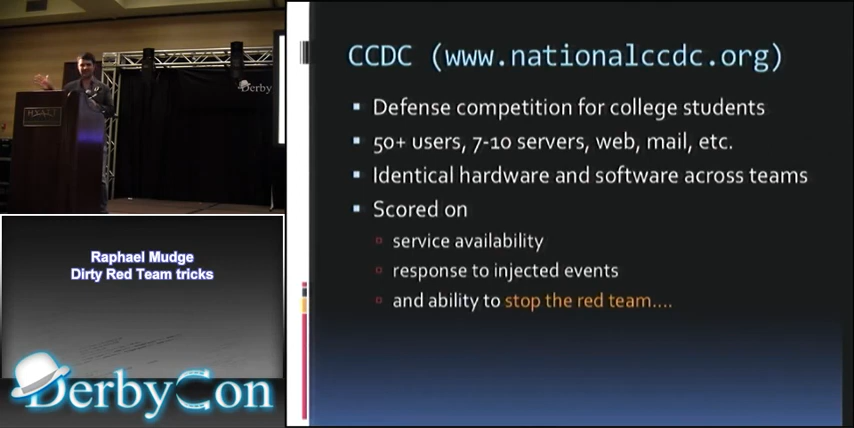 Derby
HYATT
Raphael Mudge
Dirty Red Team tricks
DerbyCon
CCDC (www.nationalccdc.org)
Defense competition for college students
50+ users, 7-10 servers, web, mail, etc.
Identical hardware and software across teams
Scored on
service availability
response to injected events
and ability to stop the red team....